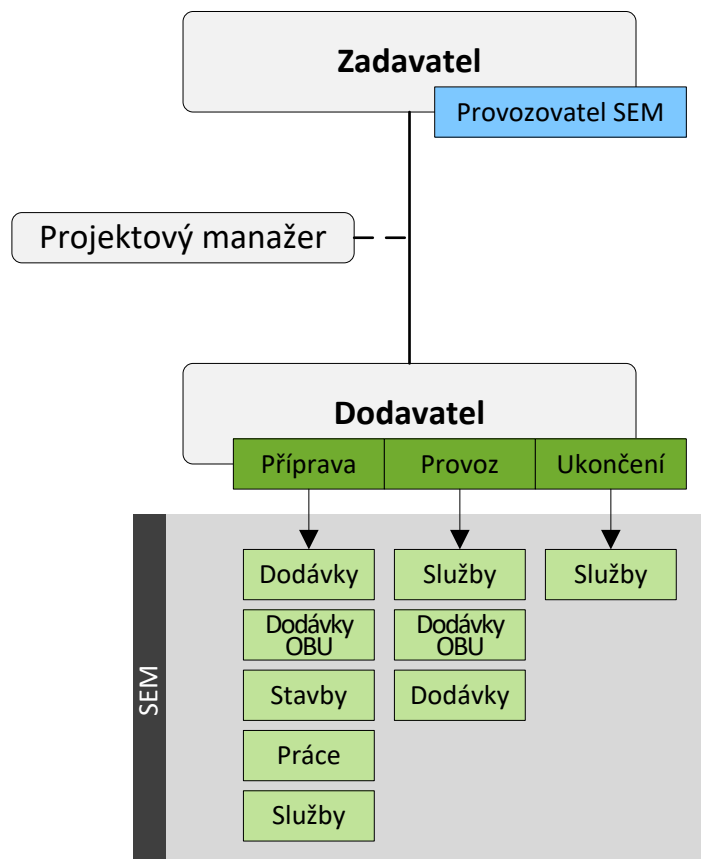 Zadavatel
Provozovatel SEM
Projektový manažer
Dodavatel
Příprava
Provoz
Ukončení
SEM
Dodávky
Dodávky
OBU
Stavby
Práce
Služby
Služby
Dodávky
OBU
Dodávky
Služby